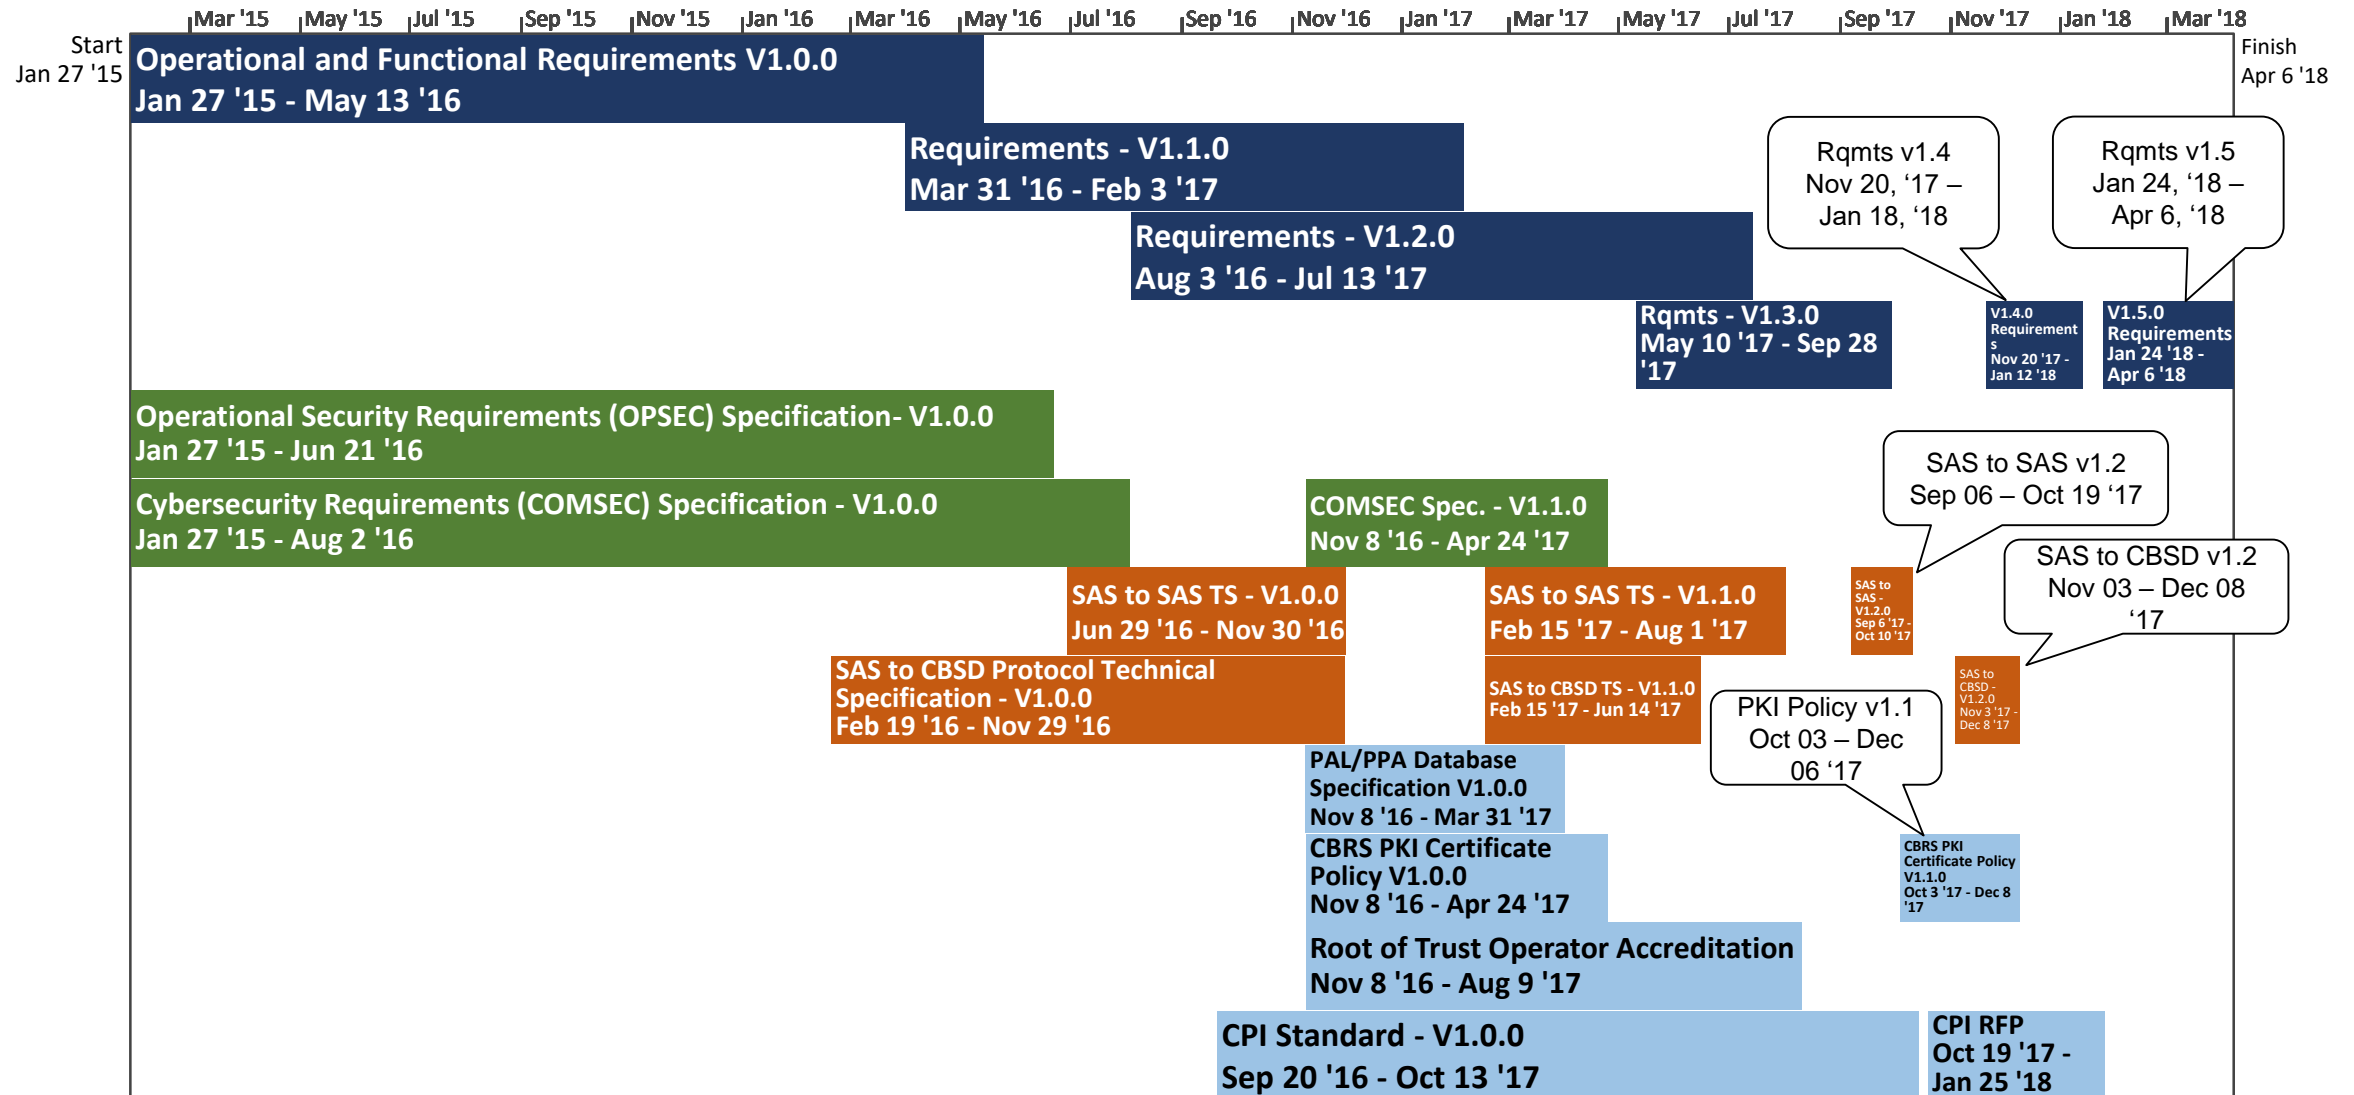 Mar '15 May '15 Jul '15 Sep '15 Nov '15 Jan '16 Mar '16 May '16 Jul '16 Sep '16 Nov '16 Jan '17 Mar '17 May '17 Jul '17 Sep '17 Nov '17 Jan '18 Mar '18
Start
Jan 27 '15
Finish
Apr 6 '18
Operational and Functional Requirements V1.0.0
Jan 27 '15 - May 13 '16
Requirements - V1.1.0
Mar 31 '16 - Feb 3 '17
Rqmts v1.4
Nov 20, ‘17 –
Jan 18, ‘18
Rqmts v1.5
Jan 24, ‘18 –
Apr 6, ‘18
Requirements - V1.2.0
Aug 3 '16 - Jul 13 '17
Rqmts - V1.3.0
May 10 '17 - Sep 28
'17
V1.4.0
Requirement
s
Nov 20 '17 -
Jan 12 '18
V1.5.0
Requirements
Jan 24 '18 -
Apr 6 '18
Operational Security Requirements (OPSEC) Specification- V1.0.0
Jan 27 '15 - Jun 21 '16
SAS to SAS v1.2
Sep 06 – Oct 19 ‘17
Cybersecurity Requirements (COMSEC) Specification - V1.0.0
Jan 27 '15 - Aug 2 '16
COMSEC Spec. - V1.1.0
Nov 8 '16 - Apr 24 '17
SAS to CBSD v1.2
Nov 03 – Dec 08
‘17
SAS to SAS TS - V1.0.0
Jun 29 '16 - Nov 30 '16
SAS to SAS TS - V1.1.0
Feb 15 '17 - Aug 1 '17
SAS to
SAS -
V1.2.0
Sep 6 '17 -
Oct 10 '17
SAS to CBSD Protocol Technical
Specification - V1.0.0
Feb 19 '16 - Nov 29 '16
SAS to CBSD TS - V1.1.0
Feb 15 '17 - Jun 14 '17
SAS to
CBSD -
V1.2.0
Nov 3 '17 -
Dec 8 '17
PKI Policy v1.1
Oct 03 – Dec
06 ‘17
PAL/PPA Database
Specification V1.0.0
Nov 8 '16 - Mar 31 '17
CBRS PKI Certificate
Policy V1.0.0
Nov 8 '16 - Apr 24 '17
CBRS PKI
Certificate Policy
V1.1.0
Oct 3 '17 - Dec 8
'17
Root of Trust Operator Accreditation
Nov 8 '16 - Aug 9 '17
CPI Standard - V1.0.0
Sep 20 '16 - Oct 13 '17
CPI RFP
Oct 19 '17 -
Jan 25 '18